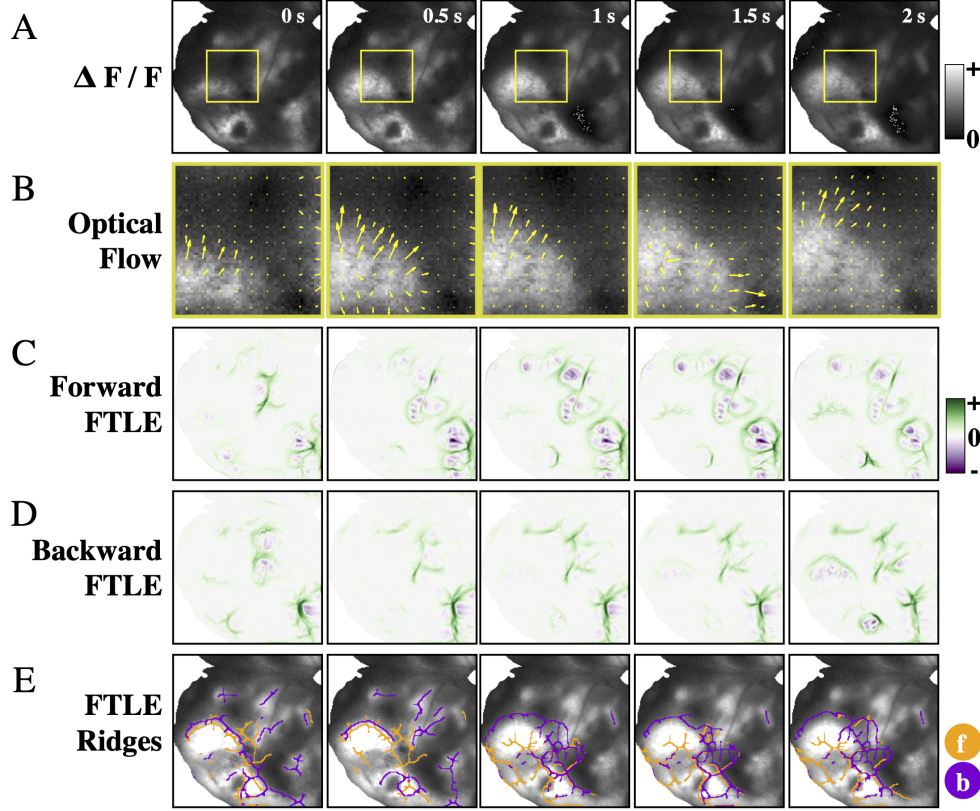 A
Δ F / F
0 s
0.5 s
1 s
1.5 s
2 s
+
0
B
Optical
Flow
C
Forward
FTLE
+
0
-
D
Backward
FTLE
E
FTLE
Ridges
f
b